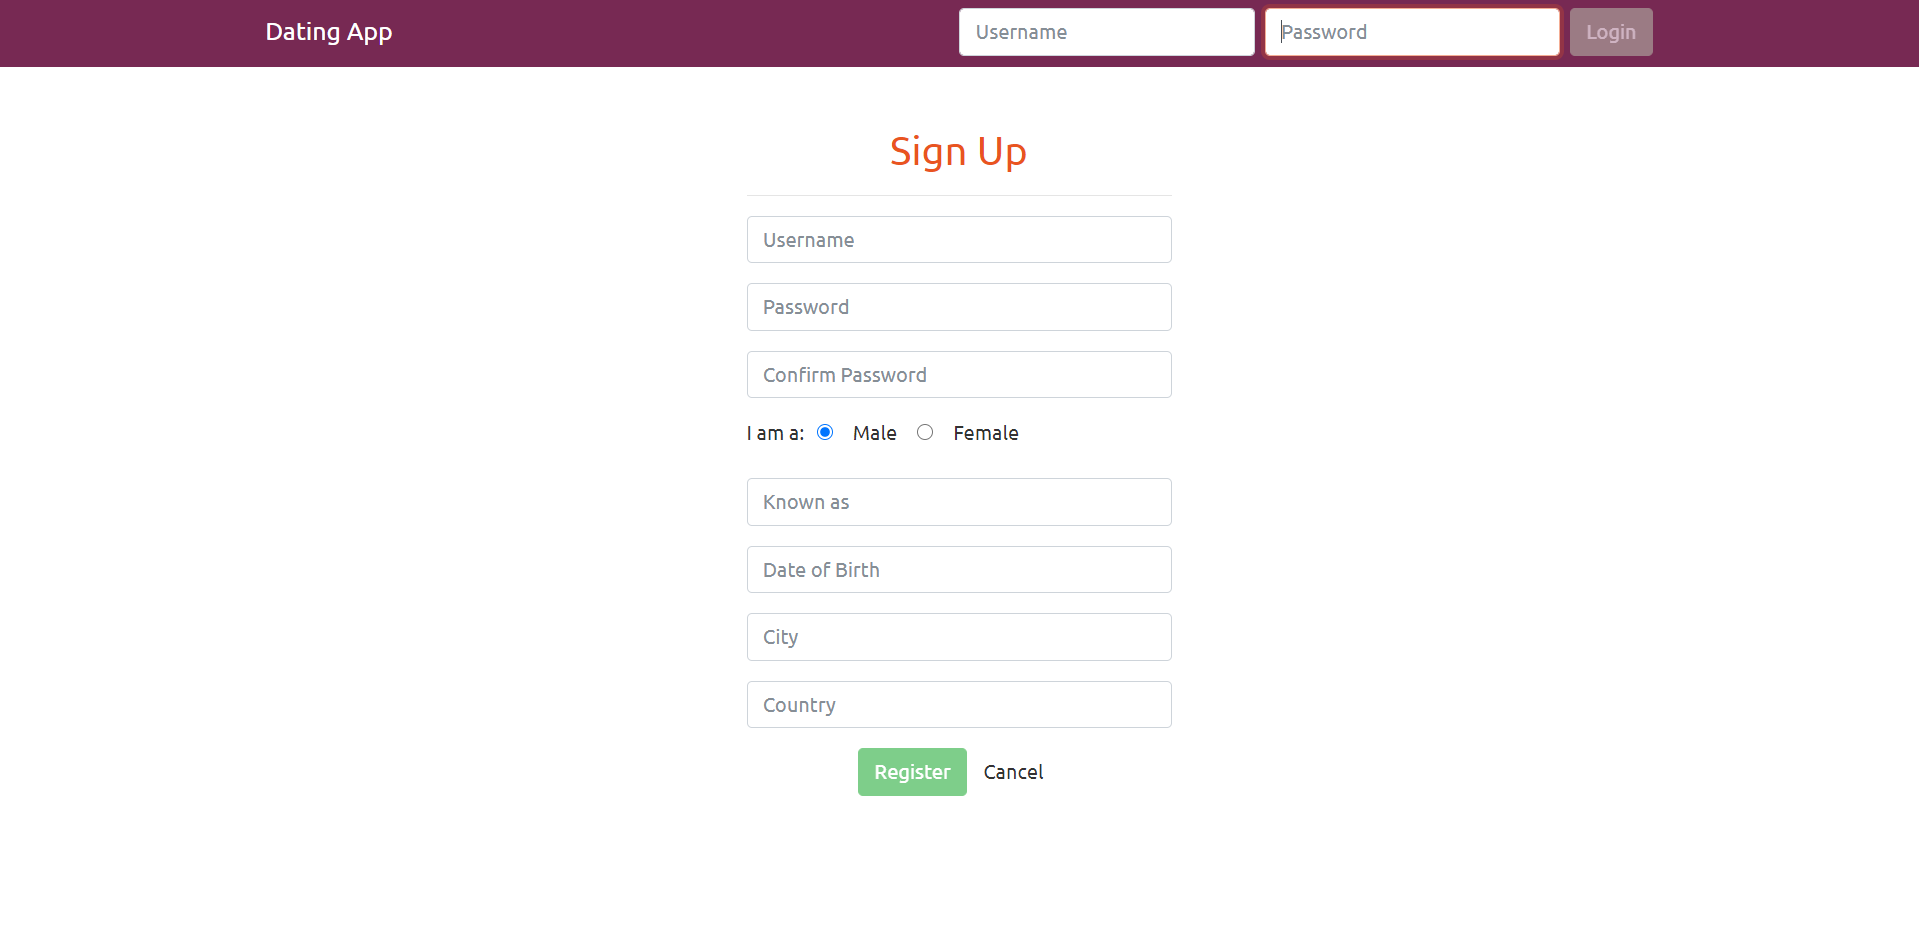 Dating App Username Password Login
Sign Up
Username
Password
Confirm Password
I am a: Male Female
Known as
Date of Birth
City
Country
Register Cancel